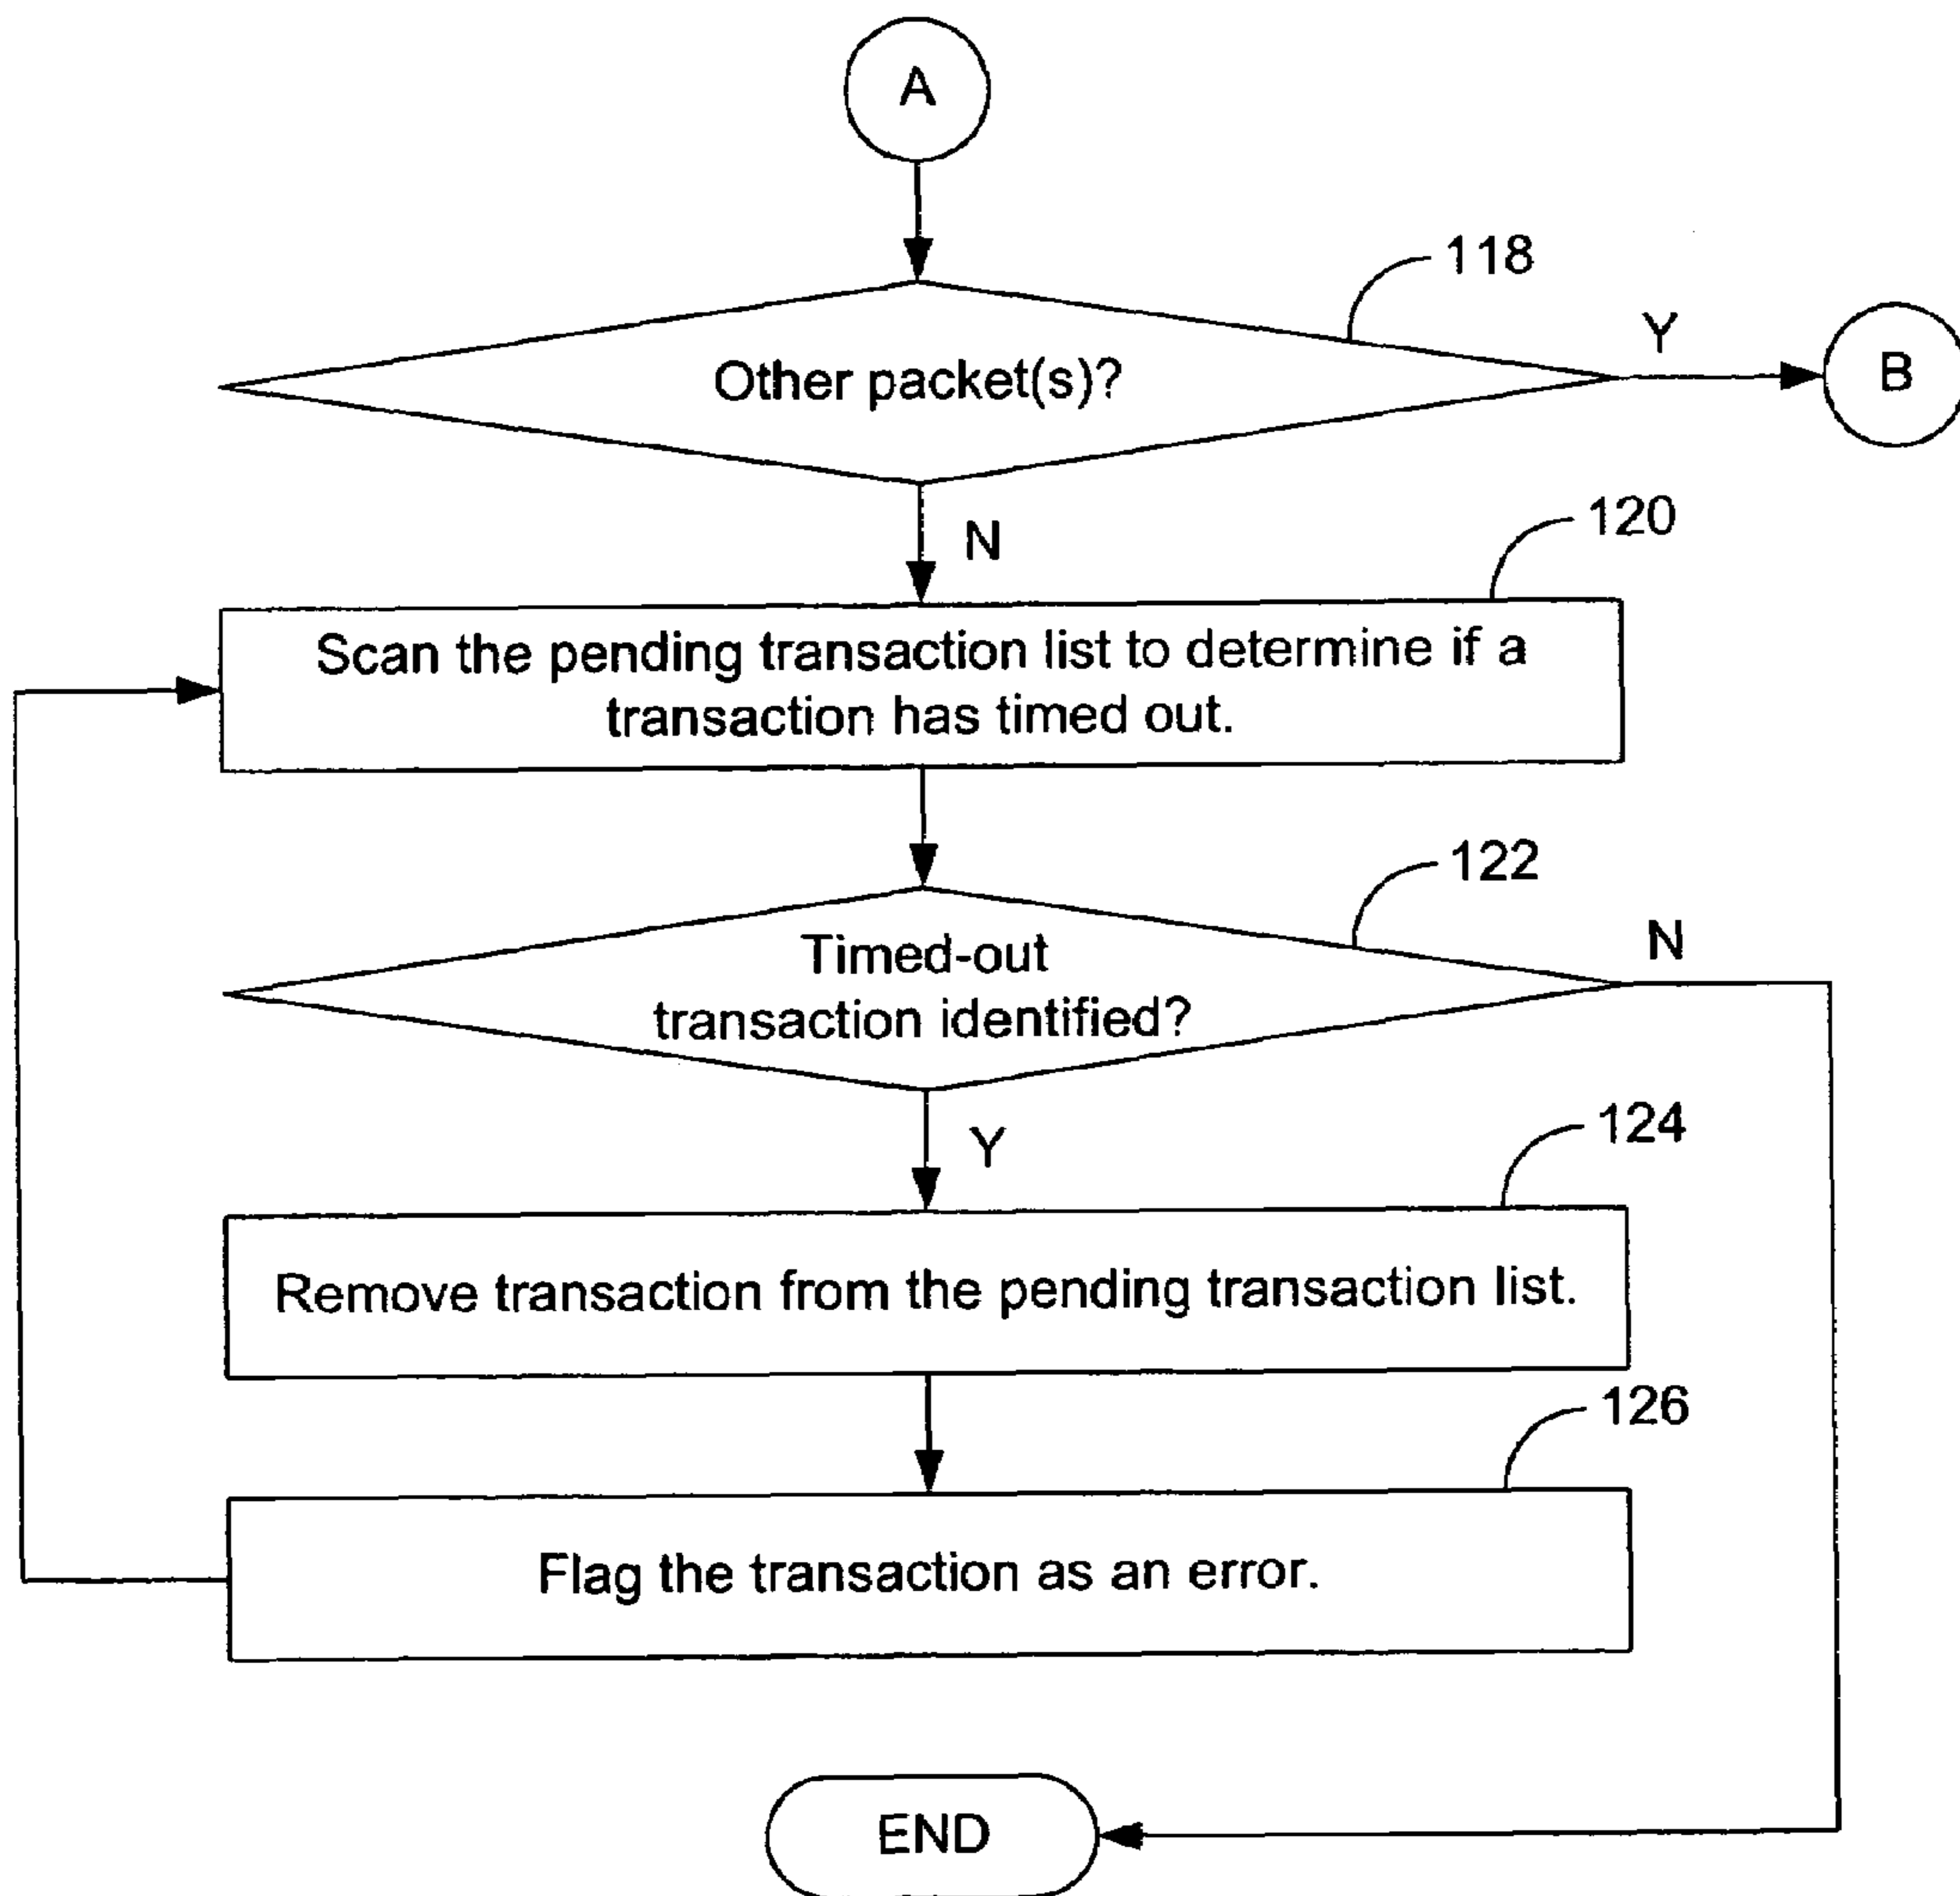 A
118
Other packet(s)?
Y
B
N
120
Scan the pending transaction list to determine if a
transaction has timed out.
122
Timed-out
transaction identified?
N
Y
124
Remove transaction from the pending transaction list.
126
Flag the transaction as an error.
END